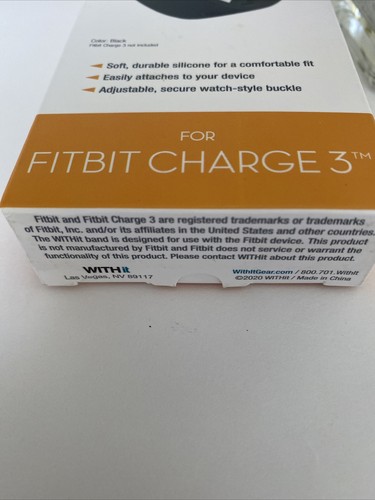 Color: Black
Fitbit Charge 3 not included
Soft, durable silicone for a comfortable fit
Easily attaches to your device
Adjustable, secure watch-style buckle
FOR
FITBIT CHARGE 3™
Fitbit and Fitbit Charge 3 are registered trademarks or trademarks
of Fitbit, Inc. and/or its affiliates in the United States and other countries.
The WITHit band is designed for use with the Fitbit device. This product
is not manufactured by Fitbit and Fitbit does not service or warrant the
functionality of this product. Please contact WITHit about this product.
WITHit
Las Vegas, NV 89117
WithitGear.com / 800.701.Withit
©2020 WITHit / Made in China